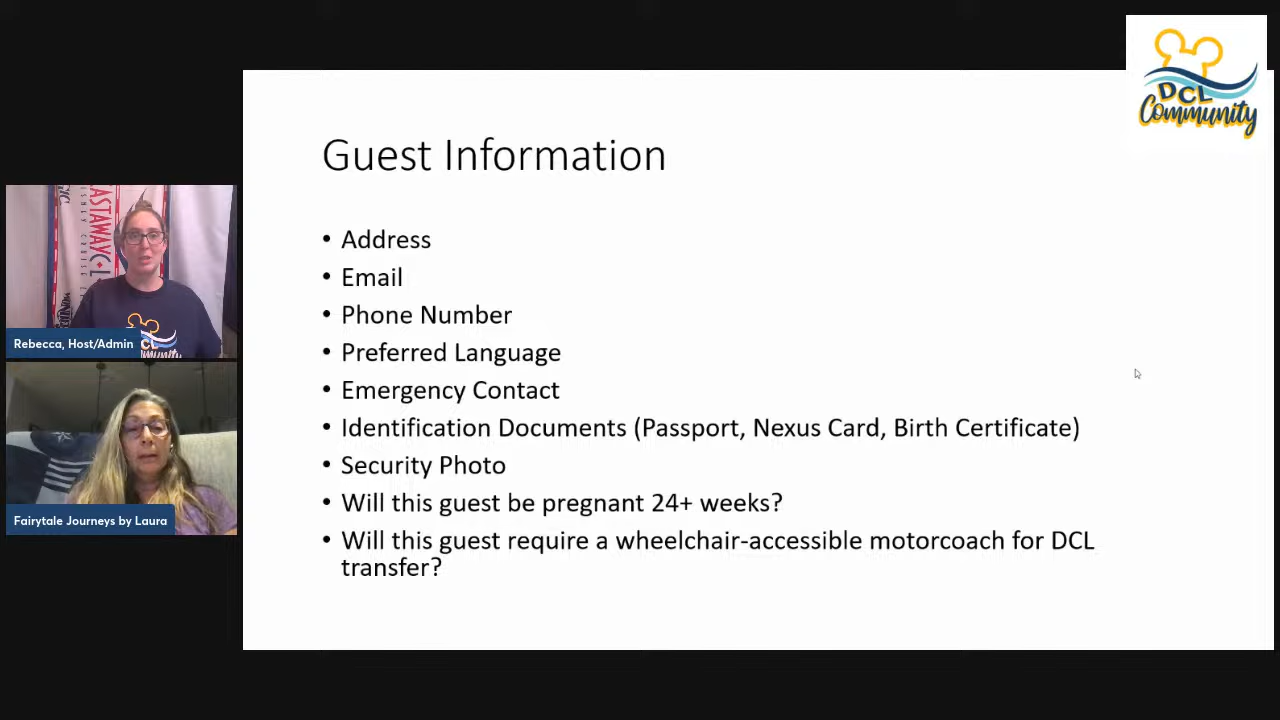 DCL
Community
Guest Information
• Address
• Email
• Phone Number
• Preferred Language
• Emergency Contact
• Identification Documents (Passport, Nexus Card, Birth Certificate)
• Security Photo
• Will this guest be pregnant 24+ weeks?
• Will this guest require a wheelchair-accessible motorcoach for DCL
transfer?
Rebecca, Host/Admin
Fairytale Journeys by Laura